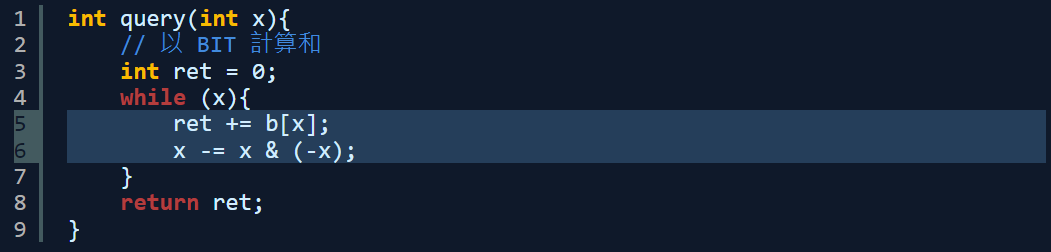 1 int query(int x){
2     // 以 BIT 計算和
3     int ret = 0;
4     while (x){
5         ret += b[x];
6         x -= x & (-x);
7     }
8     return ret;
9 }